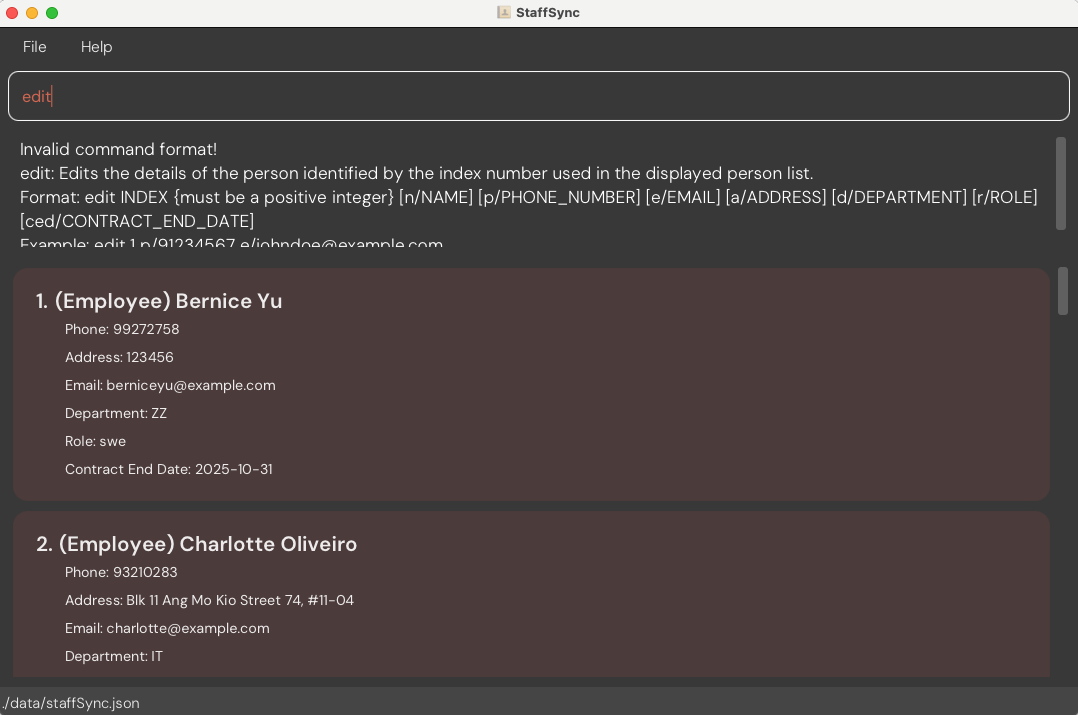 StaffSync
File Help
edit
Invalid command format!
edit: Edits the details of the person identified by the index number used in the displayed person list.
Format: edit INDEX {must be a positive integer} [n/NAME] [p/PHONE_NUMBER] [e/EMAIL] [a/ADDRESS] [d/DEPARTMENT] [r/ROLE]
[ced/CONTRACT_END_DATE]
Example: edit 1 p/91234567 e/johndoe@example.com
1. (Employee) Bernice Yu
Phone: 99272758
Address: 123456
Email: berniceyu@example.com
Department: ZZ
Role: swe
Contract End Date: 2025-10-31
2. (Employee) Charlotte Oliveiro
Phone: 93210283
Address: Blk 11 Ang Mo Kio Street 74, #11-04
Email: charlotte@example.com
Department: IT
./data/staffSync.json